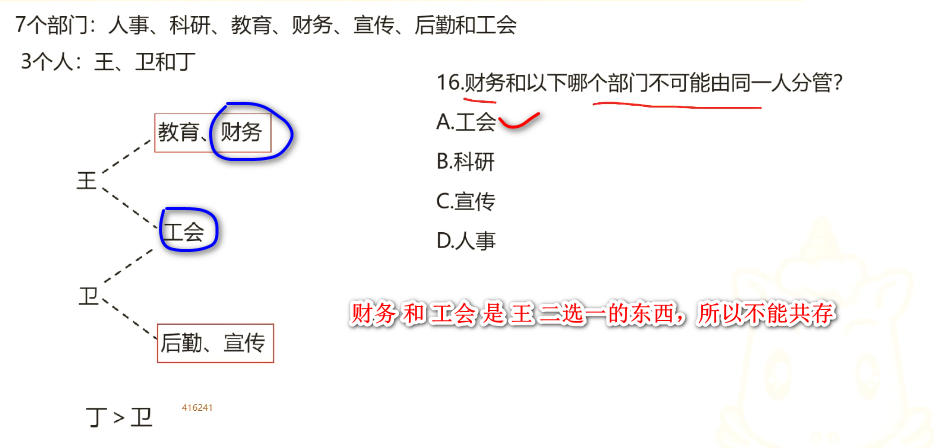 7个部门：人事、科研、教育、财务、宣传、后勤和工会
3个人：王、卫和丁
16.财务和以下哪个部门不可能由同一人分管？
A.工会
B.科研
C.宣传
D.人事
教育、财务
王
工会
卫
后勤、宣传
丁 > 卫
416241
财务 和 工会 是 王 二选一的东西，所以不能共存